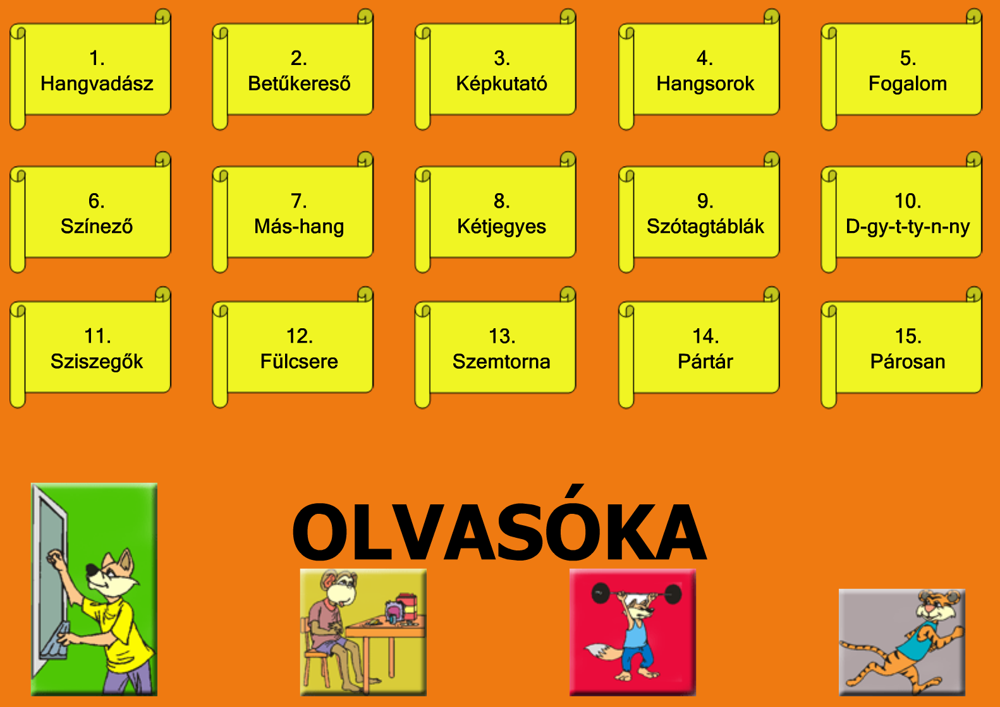 1.
Hangvadász
2.
Betűkereső
3.
Képkutató
4.
Hangsorok
5.
Fogalom
6.
Színező
7.
Más-hang
8.
Kétjegyes
9.
Szótagtáblák
10.
D-gy-t-ty-n-ny
11.
Sziszegők
12.
Fülcsere
13.
Szemtorna
14.
Pártár
15.
Párosan
OLVASÓKA